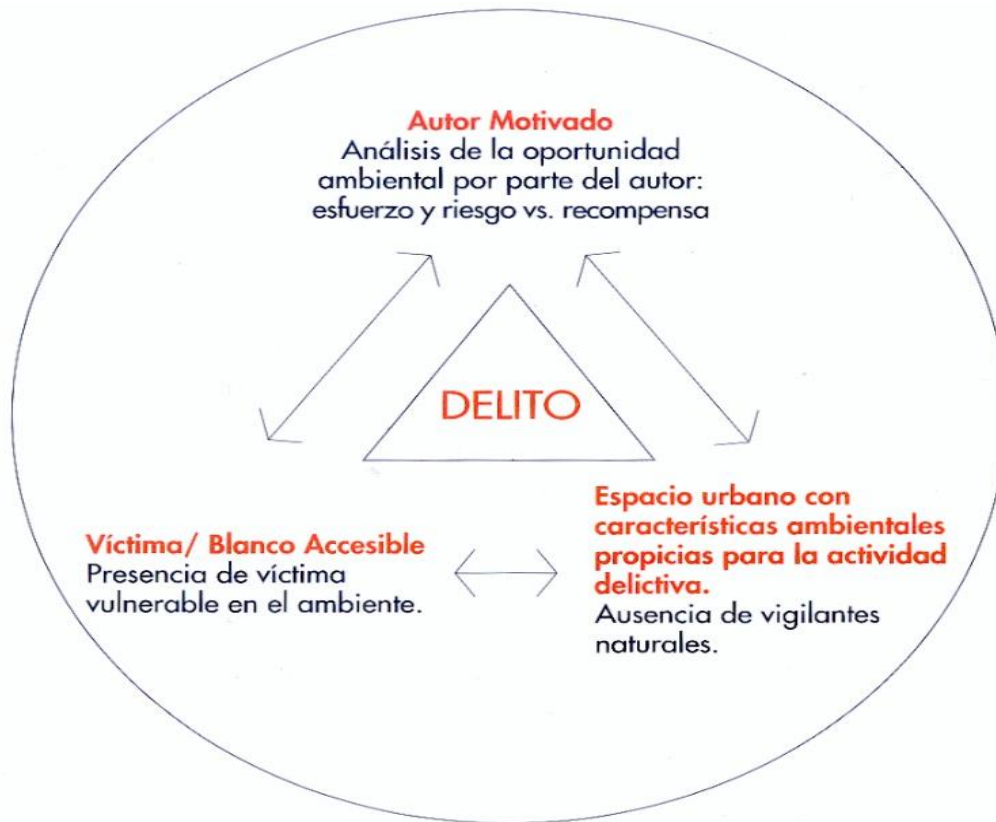 Autor Motivado
Análisis de la oportunidad
ambiental por parte del autor:
esfuerzo y riesgo vs. recompensa
DELITO
Víctima/ Blanco Accesible
Presencia de víctima
vulnerable en el ambiente.
Espacio urbano con
características ambientales
propicias para la actividad
delictiva.
Ausencia de vigilantes
naturales.